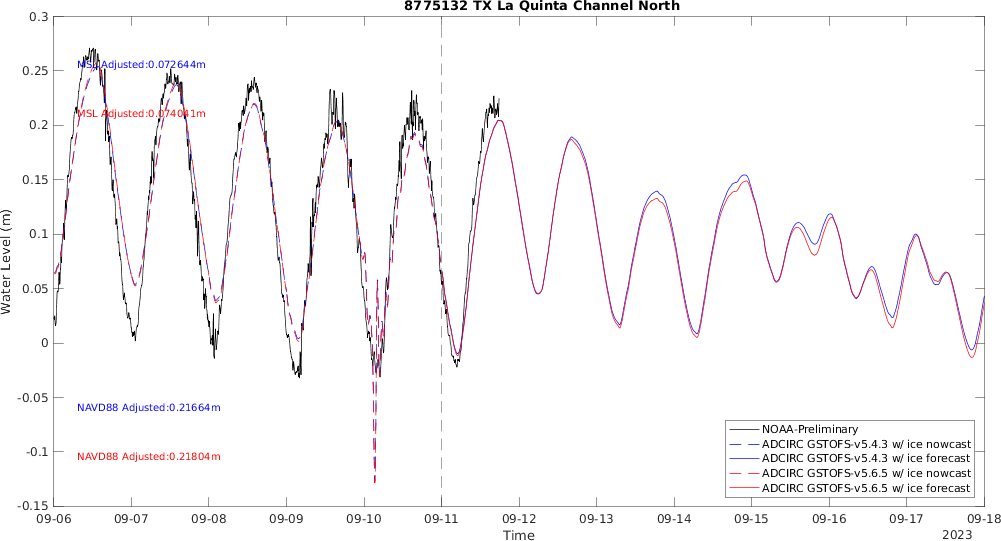 8775132 TX La Quinta Channel North
0.3
0.25
0.2
0.15
0.1
0.05
0
-0.05
-0.1
-0.15
Water Level (m)
MSL Adjusted:0.072644m
MSL Adjusted:0.074041m
NAVD88 Adjusted:0.21664m
NAVD88 Adjusted:0.21804m
NOAA-Preliminary
ADCIRC GSTOFS-v5.4.3 w/ ice nowcast
ADCIRC GSTOFS-v5.4.3 w/ ice forecast
ADCIRC GSTOFS-v5.6.5 w/ ice nowcast
ADCIRC GSTOFS-v5.6.5 w/ ice forecast
09-06 09-07 09-08 09-09 09-10 09-11 09-12 09-13 09-14 09-15 09-16 09-17 09-18
Time
2023